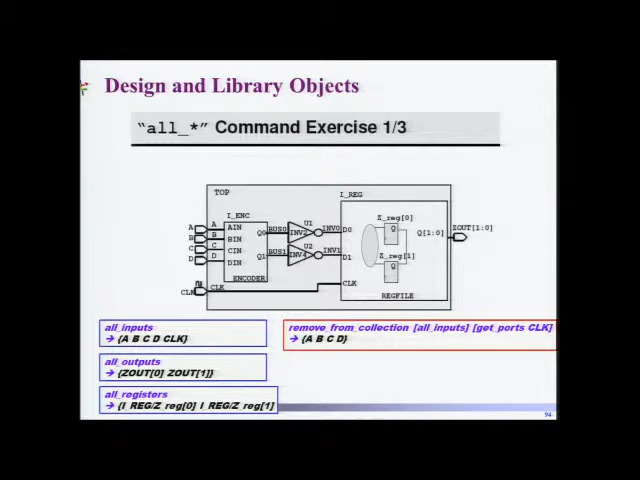 Design and Library Objects
"all_*" Command Exercise 1/3
TOP
I_REG
I_ENC
U1
Z_reg[0]
A
A
AIN
Q0
BUS0
INV2
INV0
D0
Q
Q[1:0]
ZOUT[1:0]
B
B
BIN
U2
C
C
CIN
Q1
BUS1
INV4
INV1
D1
Z_reg[1]
D
D
DIN
Q
ENCODER
CLK
CLK
CLK
REGFILE
all_inputs
→ {A B C D CLK}
remove_from_collection [all_inputs] [get_ports CLK]
→ {A B C D}
all_outputs
→ {ZOUT[0] ZOUT[1]}
all_registers
→ {I_REG/Z_reg[0] I_REG/Z_reg[1]
94